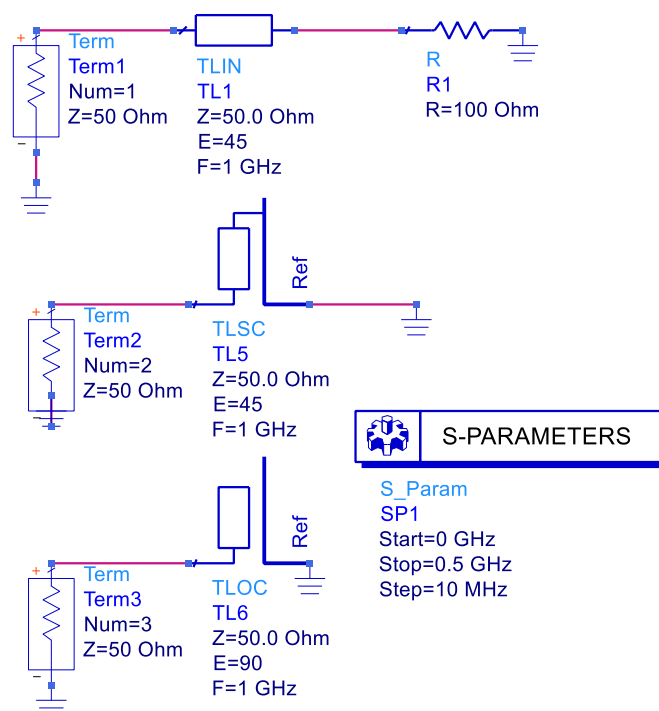 +
Term
Term1
Num=1
Z=50 Ohm
−
TLIN
TL1
Z=50.0 Ohm
E=45
F=1 GHz
R
R1
R=100 Ohm
+
Term
Term2
Num=2
Z=50 Ohm
−
Ref
TLSC
TL5
Z=50.0 Ohm
E=45
F=1 GHz
S-PARAMETERS
S_Param
SP1
Start=0 GHz
Stop=0.5 GHz
Step=10 MHz
+
Term
Term3
Num=3
Z=50 Ohm
−
Ref
TLOC
TL6
Z=50.0 Ohm
E=90
F=1 GHz